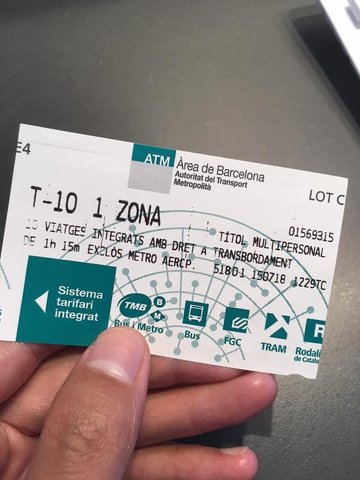 E4
ATM Àrea de Barcelona
Autoritat del Transport
Metropolità
LOT C
T-10 1 ZONA
01569315
TÍTOL MULTIPERSONAL
10 VIATGES INTEGRATS AMB DRET A TRANSBORDAMENT
DE 1h 15m EXCLÒS METRO AEROP.
51801 150718 1229TC
Sistema
tarifari
integrat
TMB B M
Bus i Metro
Bus
FGC
TRAM
R
Rodali
de Catalu